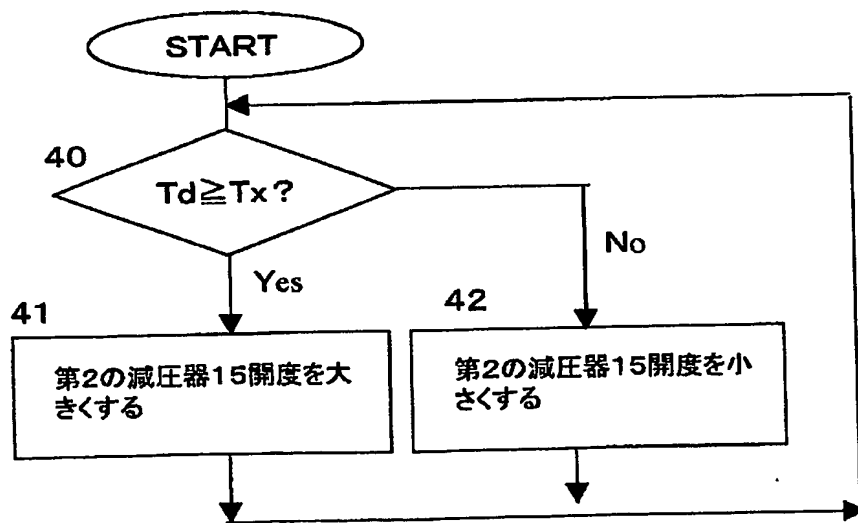 START
40
Td≧Tx?
No
Yes
41
42
第2の減圧器15開度を大
きくする
第2の減圧器15開度を小
さくする